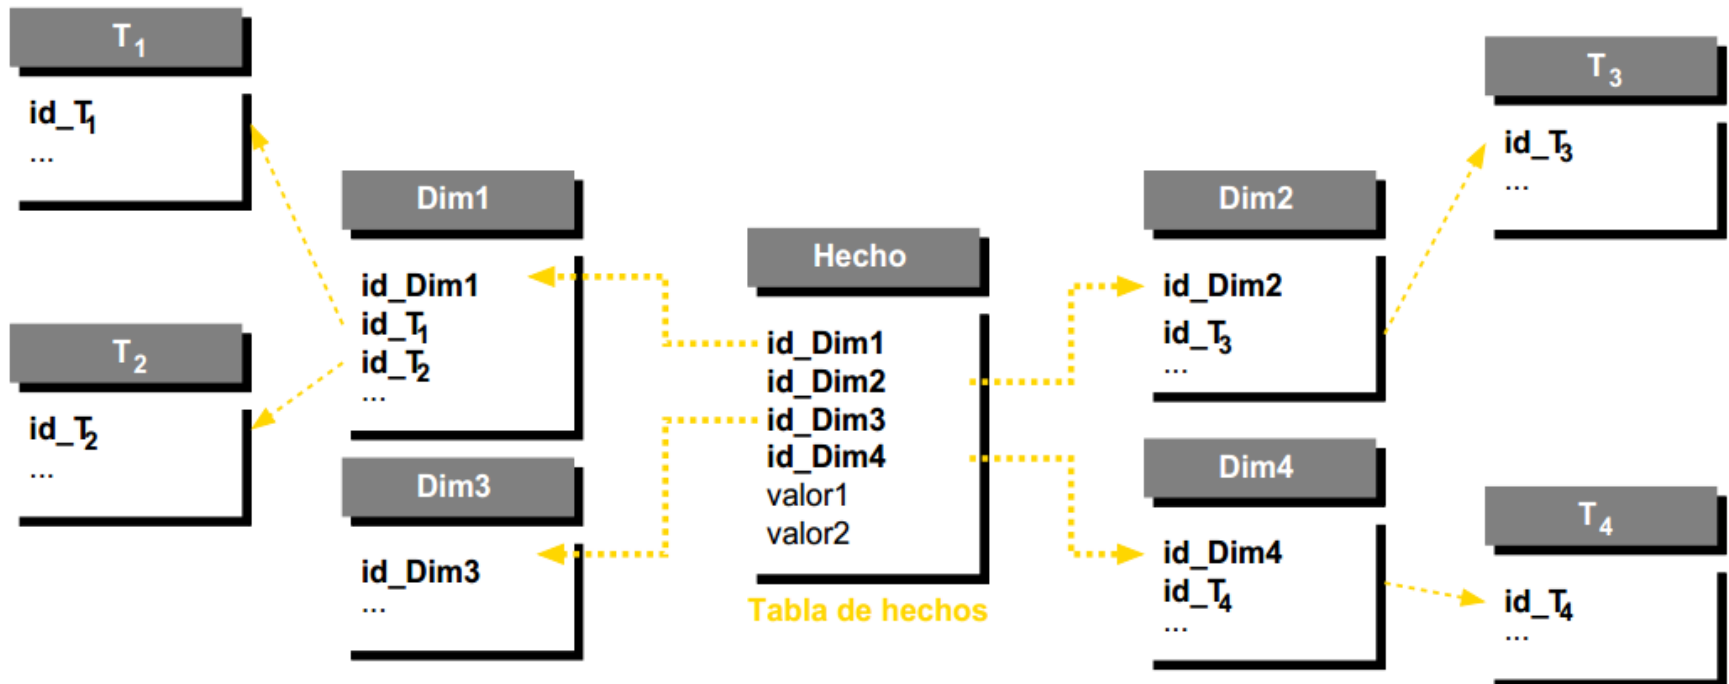 T1
id_T1
...
T2
id_T2
...
Dim1
id_Dim1
id_T1
id_T2
...
Dim3
id_Dim3
...
Hecho
id_Dim1
id_Dim2
id_Dim3
id_Dim4
valor1
valor2
Tabla de hechos
Dim2
id_Dim2
id_T3
...
Dim4
id_Dim4
id_T4
...
T3
id_T3
...
T4
id_T4
...